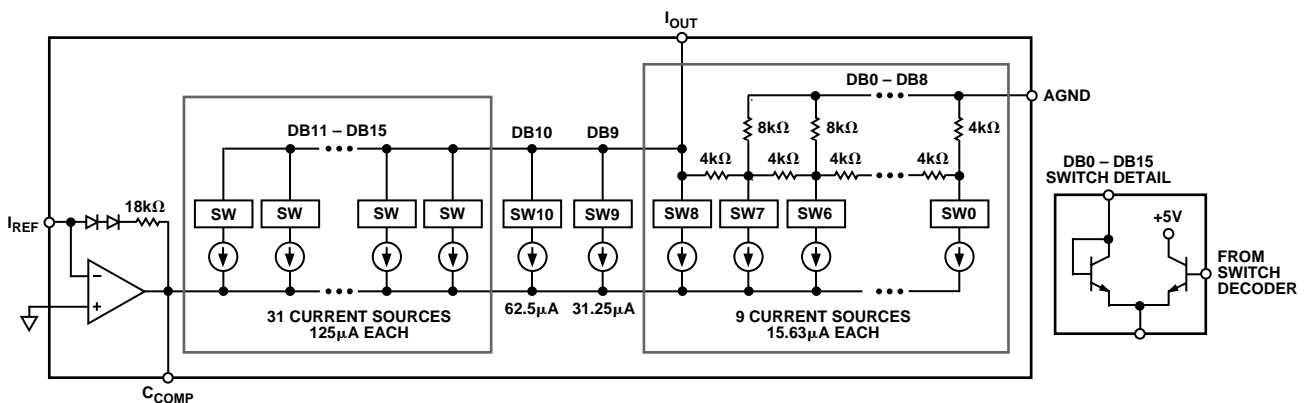 I_OUT
DB0 – DB8
AGND
8kΩ
8kΩ
4kΩ
DB11 – DB15
DB10
DB9
4kΩ
4kΩ
4kΩ
4kΩ
DB0 – DB15
SWITCH DETAIL
+5V
18kΩ
I_REF
SW
SW
SW
SW
SW10
SW9
SW8
SW7
SW6
SW0
FROM
SWITCH
DECODER
–
+
31 CURRENT SOURCES
125μA EACH
62.5μA
31.25μA
9 CURRENT SOURCES
15.63μA EACH
C_COMP